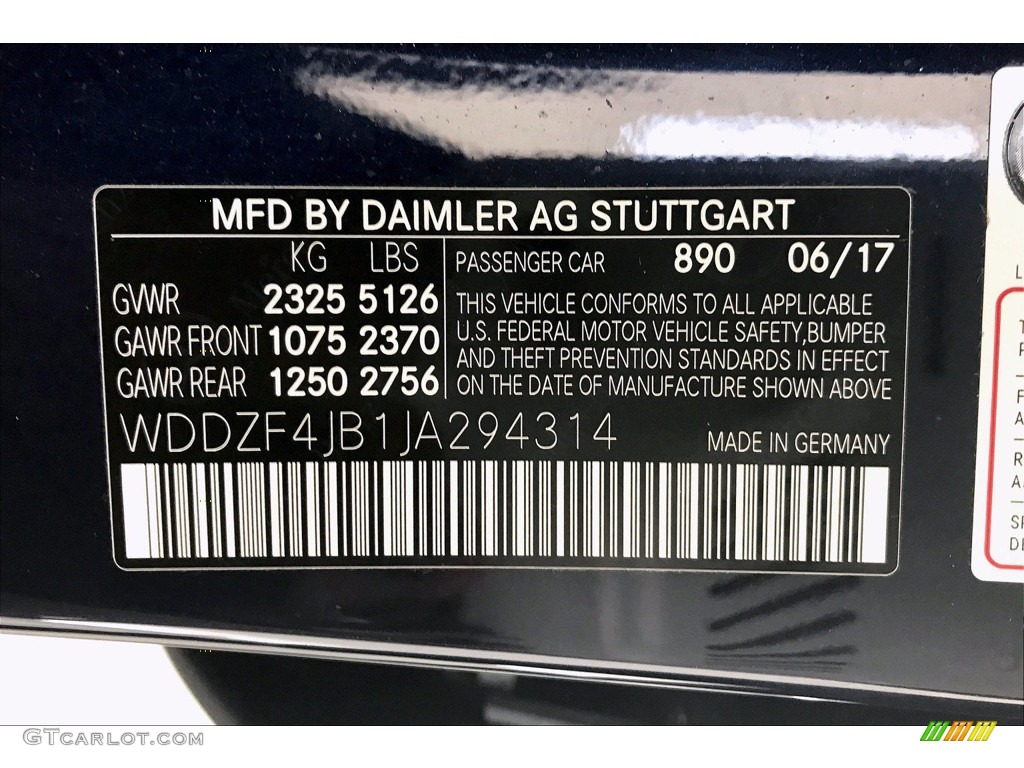 MFD BY DAIMLER AG STUTTGART
KG LBS
GVWR 2325 5126
GAWR FRONT 1075 2370
GAWR REAR 1250 2756
PASSENGER CAR 890 06/17
THIS VEHICLE CONFORMS TO ALL APPLICABLE
U.S. FEDERAL MOTOR VEHICLE SAFETY,BUMPER
AND THEFT PREVENTION STANDARDS IN EFFECT
ON THE DATE OF MANUFACTURE SHOWN ABOVE
WDDZF4JB1JA294314 MADE IN GERMANY
GTCARLOT.COM